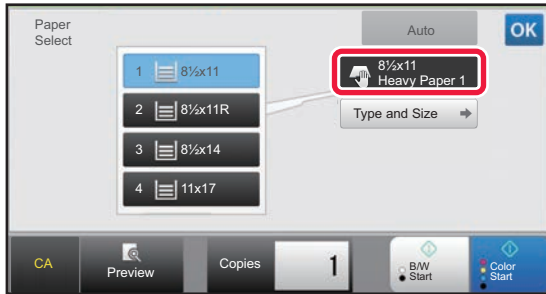 Paper
Select
Auto
OK
1 8½x11
2 8½x11R
3 8½x14
4 11x17
8½x11
Heavy Paper 1
Type and Size
CA
Preview
Copies
1
B/W
Start
Color
Start